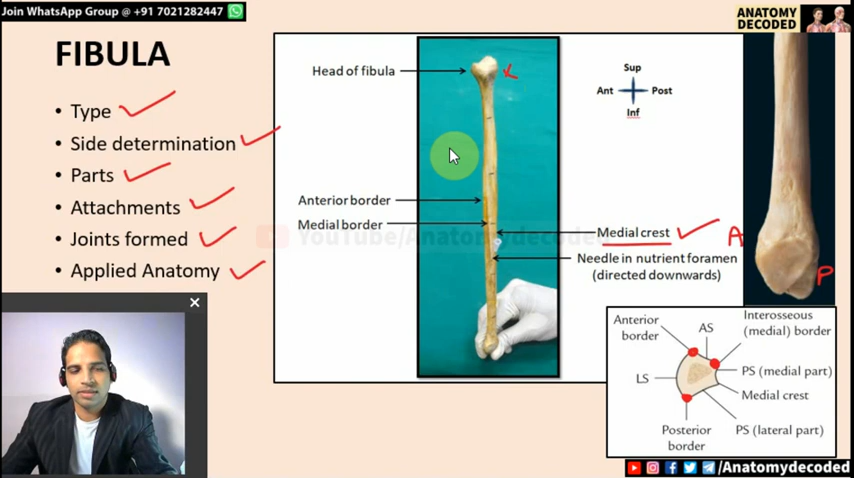 Join WhatsApp Group @ +91 7021282447
ANATOMY
DECODED
FIBULA
• Type
• Side determination
• Parts
• Attachments
• Joints formed
• Applied Anatomy
Head of fibula
Anterior border
Medial border
Sup
Ant
Post
Inf
Medial crest
Needle in nutrient foramen
(directed downwards)
YouTube/Anatomydecoded
A
P
Anterior
border
AS
Interosseous
(medial) border
LS
PS (medial part)
Medial crest
Posterior
border
PS (lateral part)
/Anatomydecoded